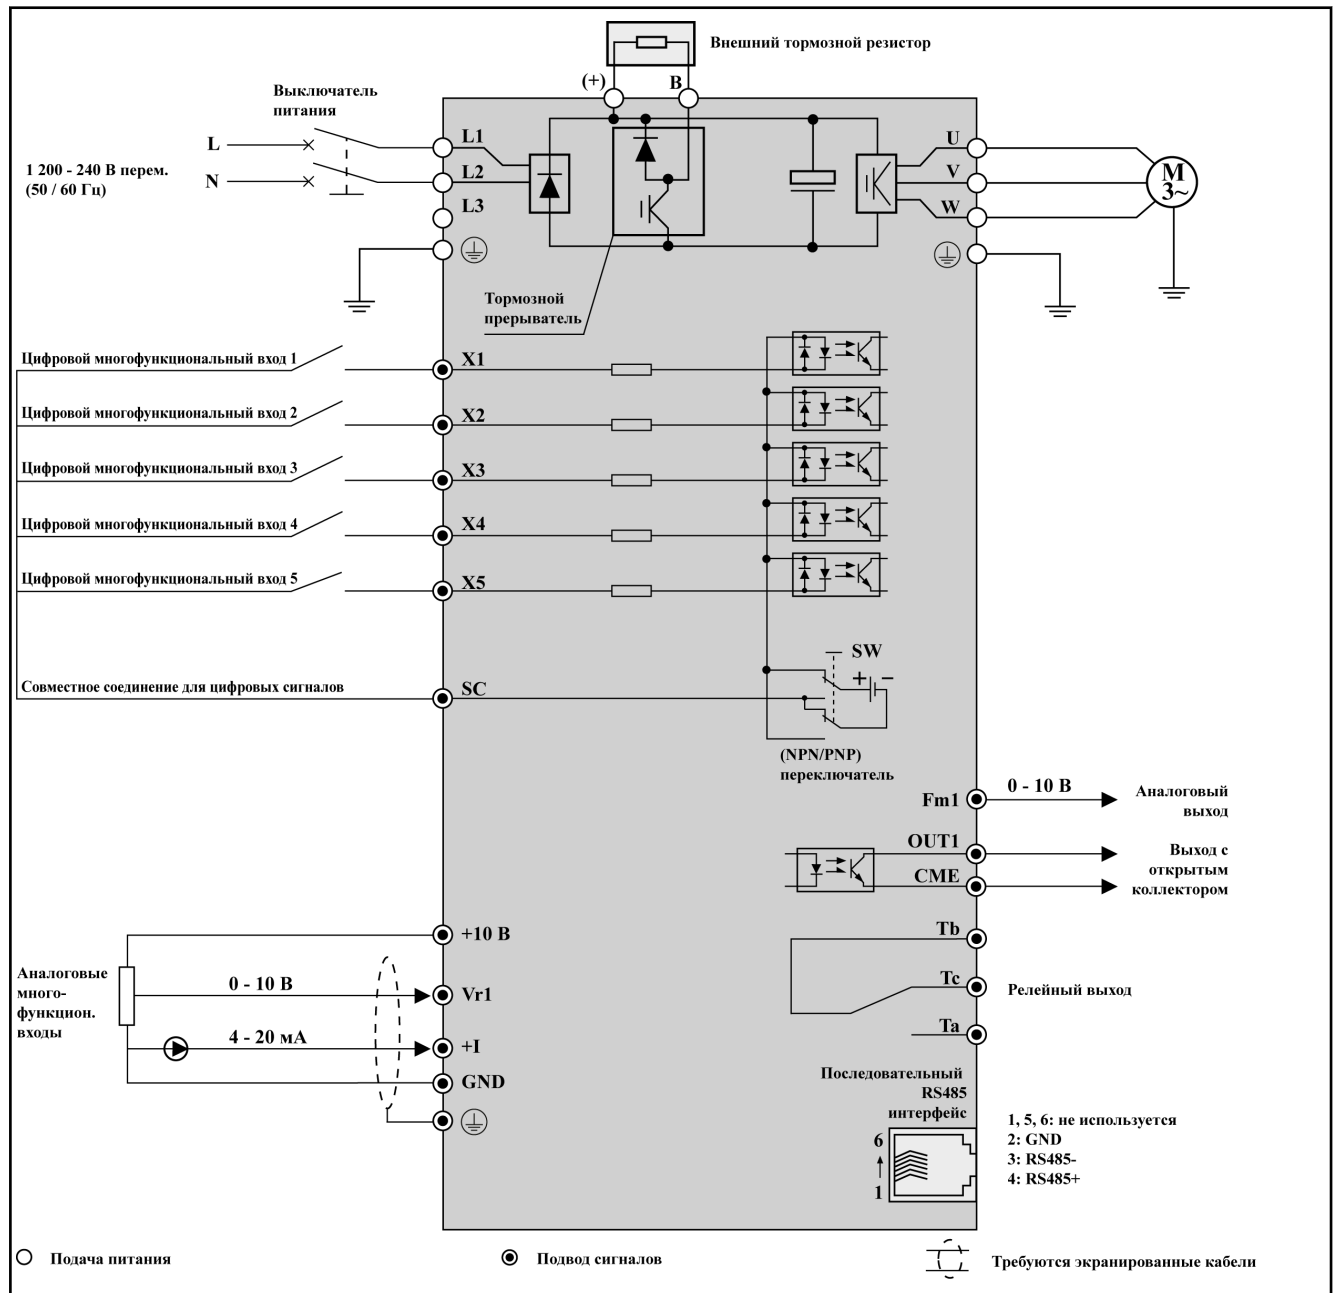 Внешний тормозной резистор
(+)
B
Выключатель
питания
L
N
1 200 - 240 В перем.
(50 / 60 Гц)
L1
L2
L3
U
V
W
M
3~
Тормозной
прерыватель
Цифровой многофункциональный вход 1
X1
Цифровой многофункциональный вход 2
X2
Цифровой многофункциональный вход 3
X3
Цифровой многофункциональный вход 4
X4
Цифровой многофункциональный вход 5
X5
SW
+ −
Совместное соединение для цифровых сигналов
SC
(NPN/PNP)
переключатель
Fm1
0 - 10 В
Аналоговый
выход
OUT1
CME
Выход с
открытым
коллектором
Tb
Tc
Ta
Релейный выход
+10 В
Аналоговые
много-
функцион.
входы
0 - 10 В
Vr1
4 - 20 мА
+I
GND
Последовательный
RS485
интерфейс
6
1
1, 5, 6: не используется
2: GND
3: RS485-
4: RS485+
Подача питания
Подвод сигналов
Требуются экранированные кабели